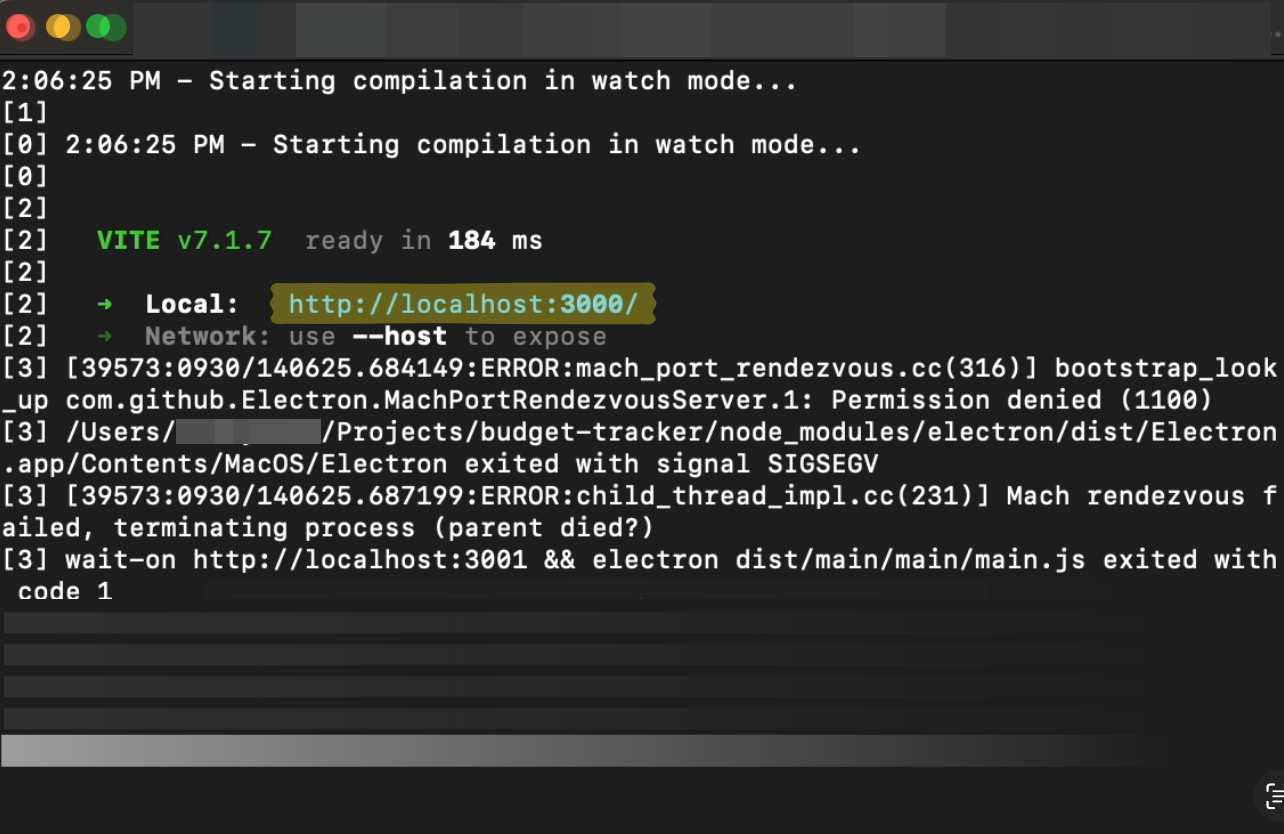 2:06:25 PM – Starting compilation in watch mode...
[1]
[0] 2:06:25 PM – Starting compilation in watch mode...
[0]
[2]
[2] VITE v7.1.7 ready in 184 ms
[2]
[2] ➜ Local: http://localhost:3000/
[2] ➜ Network: use --host to expose
[3] [39573:0930/140625.684149:ERROR:mach_port_rendezvous.cc(316)] bootstrap_look
_up com.github.Electron.MachPortRendezvousServer.1: Permission denied (1100)
[3] /Users/ /Projects/budget-tracker/node_modules/electron/dist/Electron
.app/Contents/MacOS/Electron exited with signal SIGSEGV
[3] [39573:0930/140625.687199:ERROR:child_thread_impl.cc(231)] Mach rendezvous f
ailed, terminating process (parent died?)
[3] wait-on http://localhost:3001 && electron dist/main/main/main.js exited with
code 1